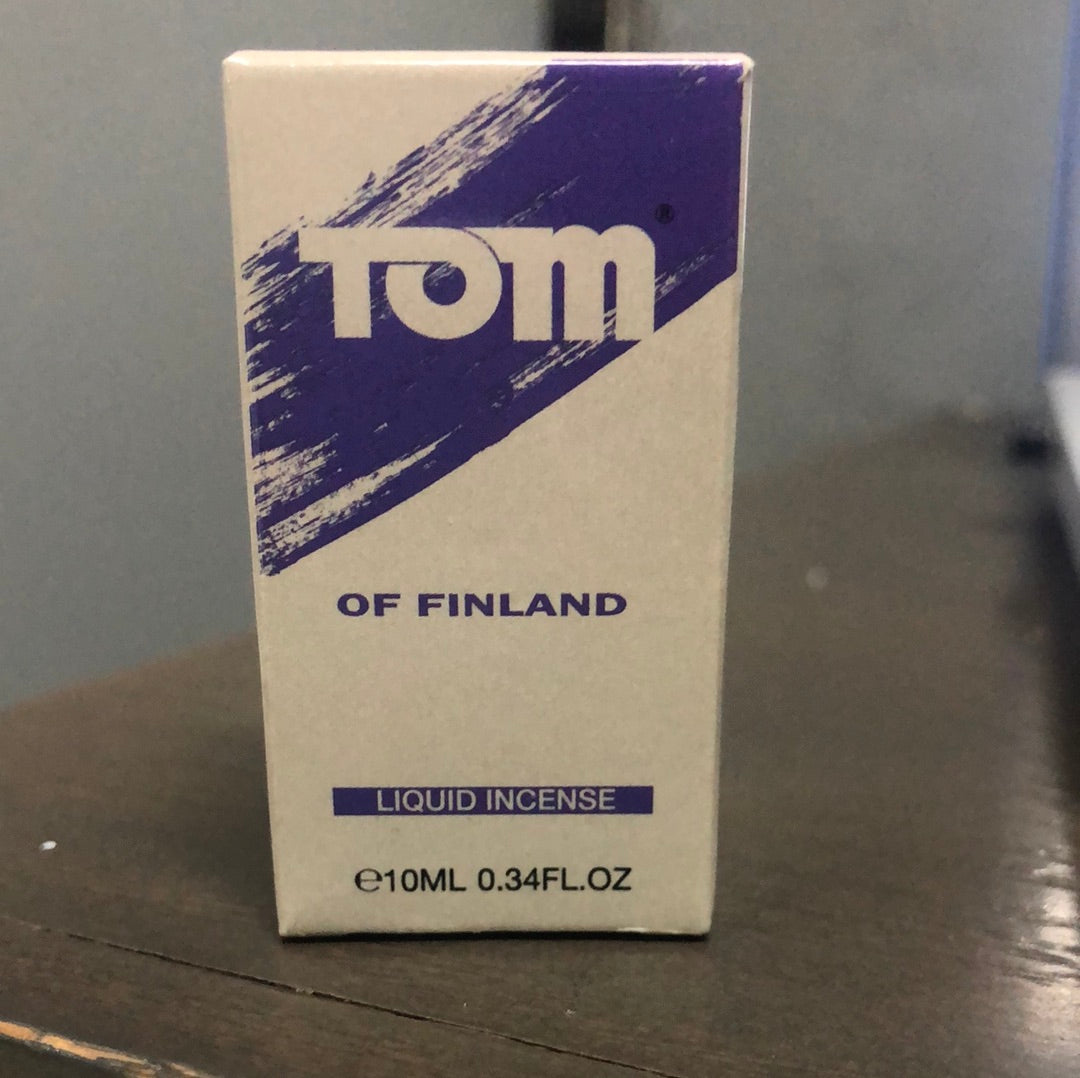 Tom®
OF FINLAND
LIQUID INCENSE
℮10ML 0.34FL.OZ